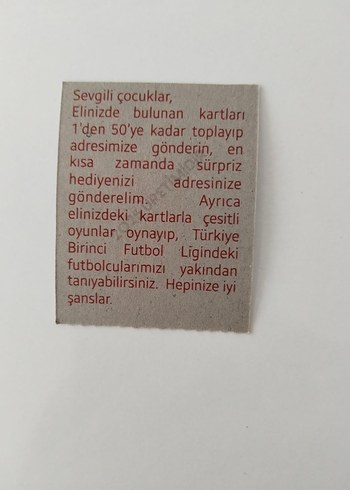 Sevgili çocuklar,
Elinizde bulunan kartları
1'den 50'ye kadar toplayıp
adresimize gönderin, en
kısa zamanda sürpriz
hediyenizi adresinize
gönderelim. Ayrıca
elinizdeki kartlarla çesitli
oyunlar oynayıp, Türkiye
Birinci Futbol Ligindeki
futbolcularımızı yakından
tanıyabilirsiniz. Hepinize iyi
şanslar.